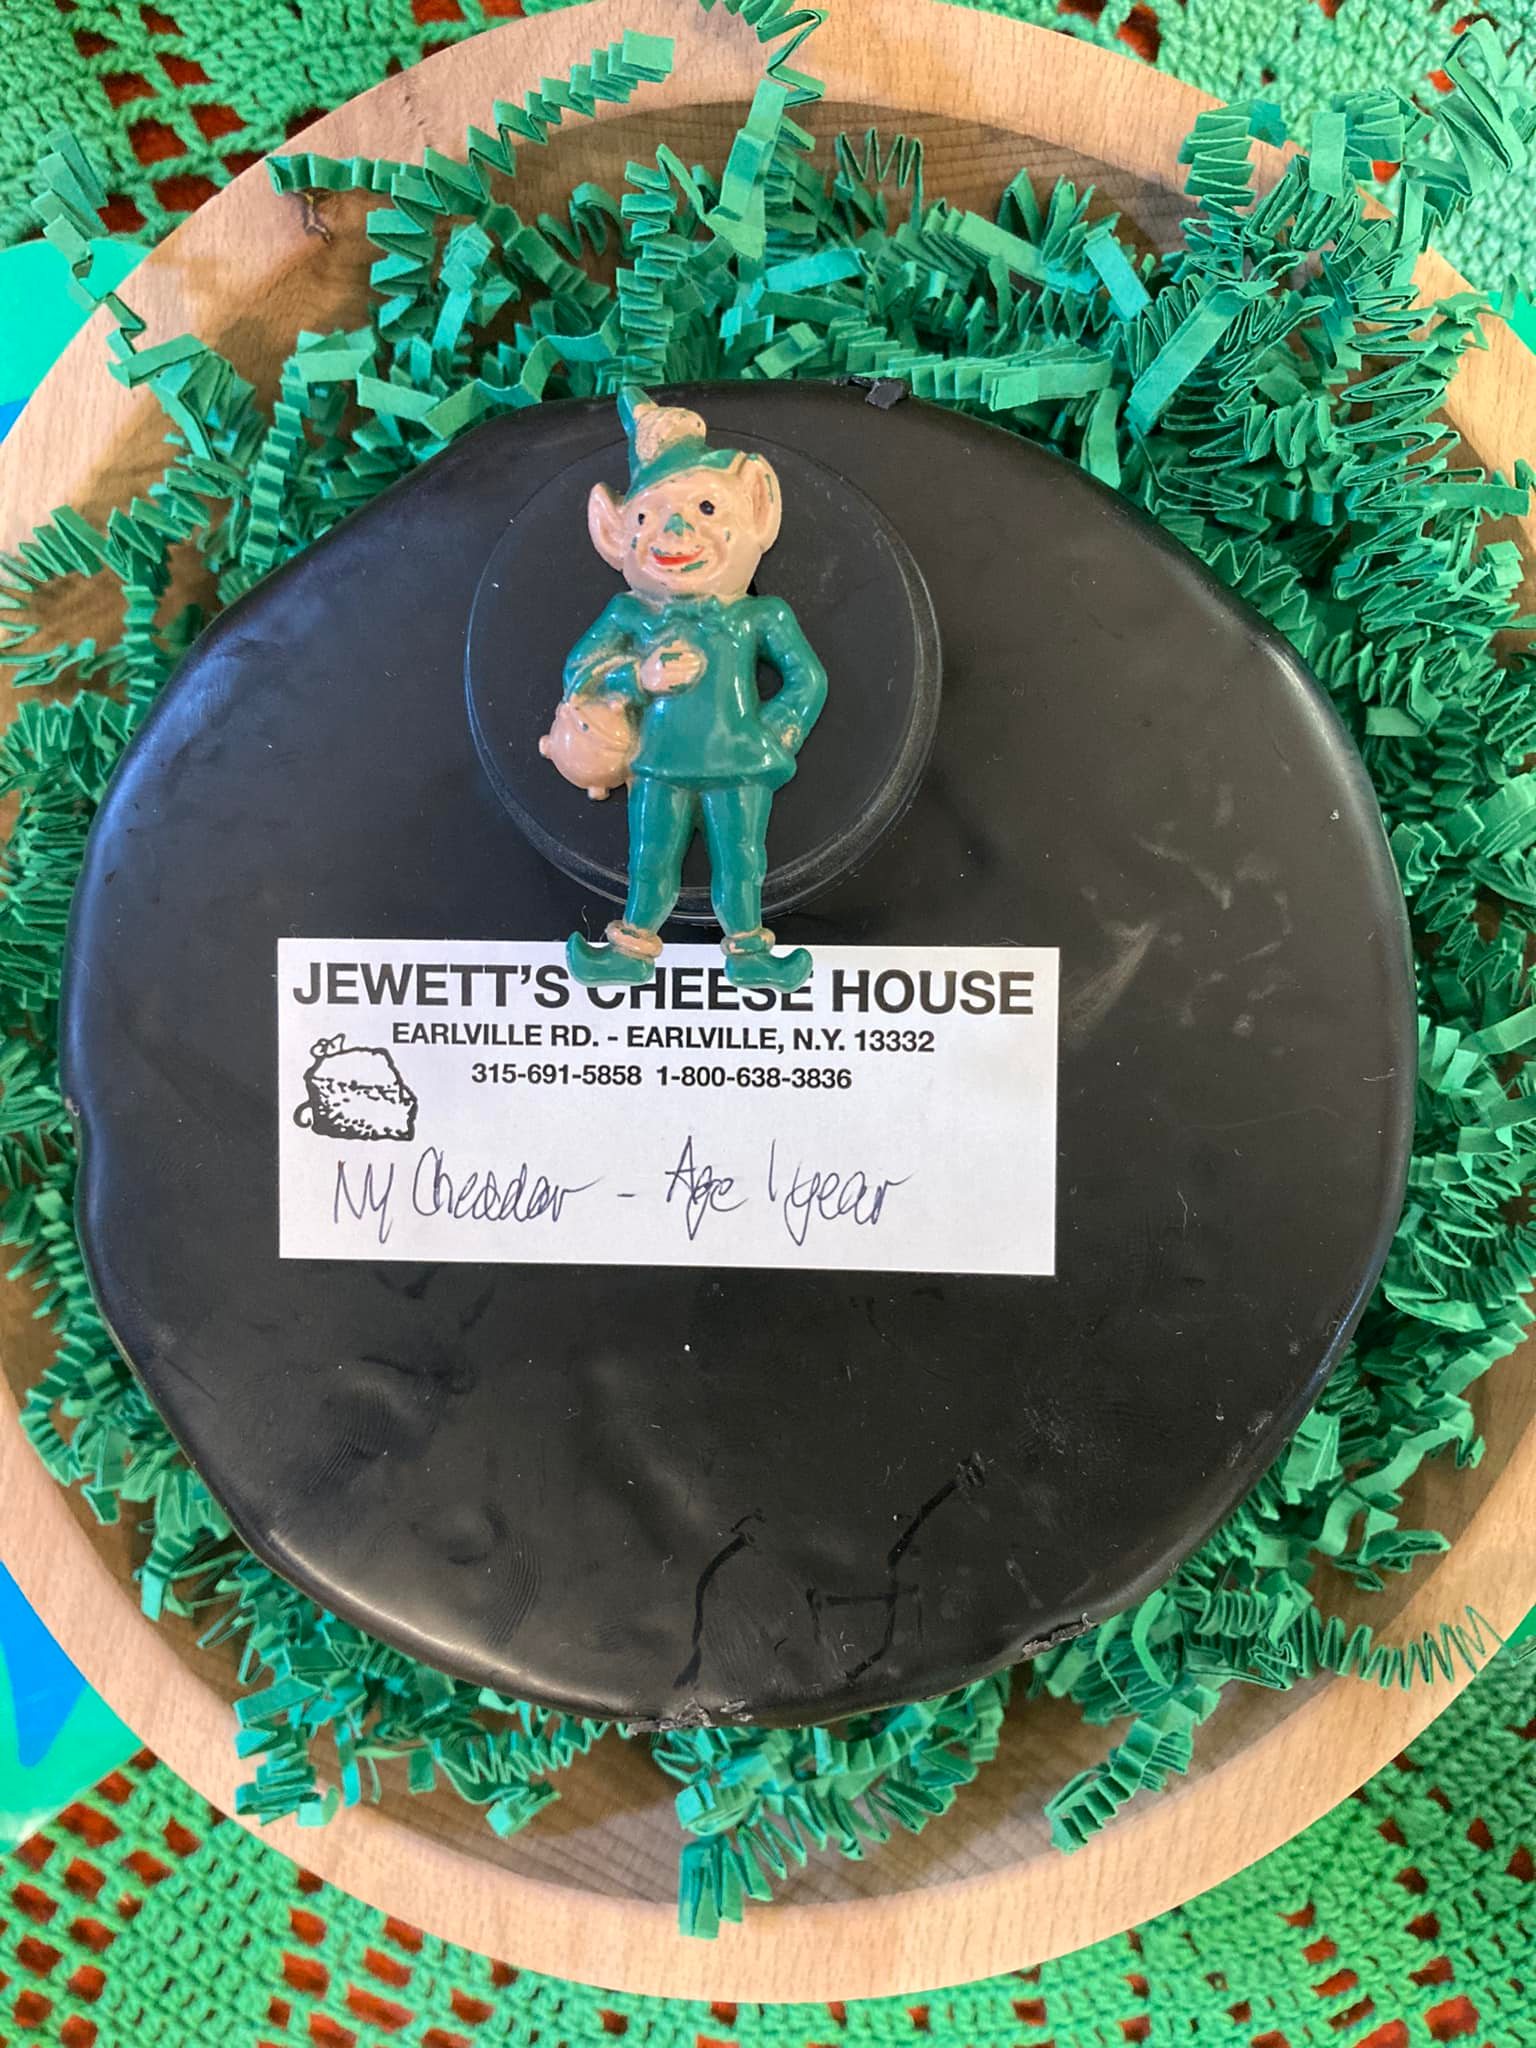 JEWETT'S CHEESE HOUSE
EARLVILLE RD. - EARLVILLE, N.Y. 13332
315-691-5858 1-800-638-3836
NY Cheddar - Age 1 year